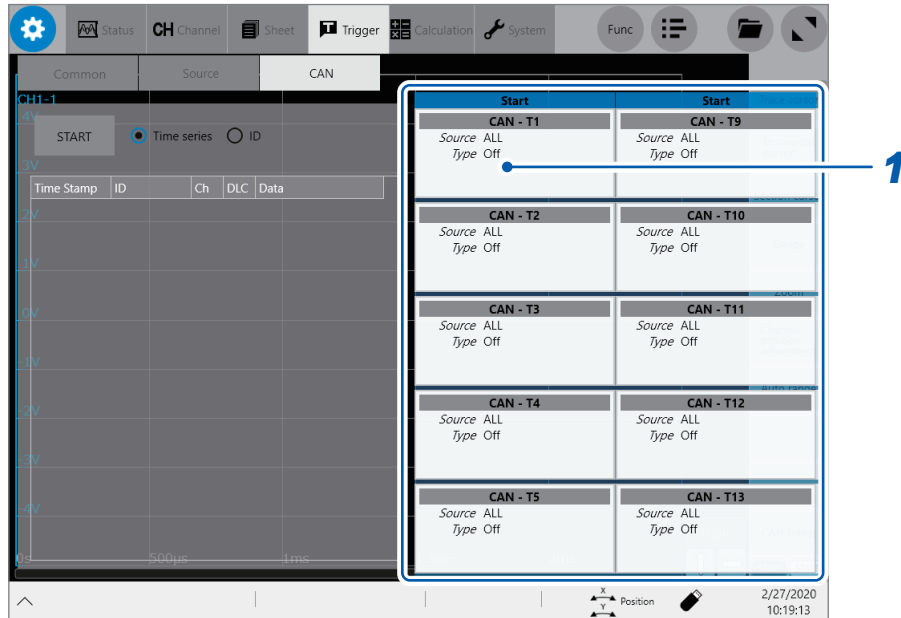 Status CH Channel Sheet Trigger Calculation System Func
Common Source CAN
CH1-1
4V
START Time series ID
3V
Time Stamp ID Ch DLC Data
2V
1V
0V
-1V
-2V
-3V
-4V
0s 500μs 1ms
Start Start
CAN - T1 CAN - T9
Source ALL Source ALL
Type Off Type Off
1
CAN - T2 CAN - T10
Source ALL Source ALL
Type Off Type Off
Zoom
CAN - T3 CAN - T11
Source ALL Source ALL
Type Off Type Off
Auto range
CAN - T4 CAN - T12
Source ALL Source ALL
Type Off Type Off
CAN - T5 CAN - T13
Source ALL Source ALL
Type Off Type Off
X
Y
Position
2/27/2020
10:19:13